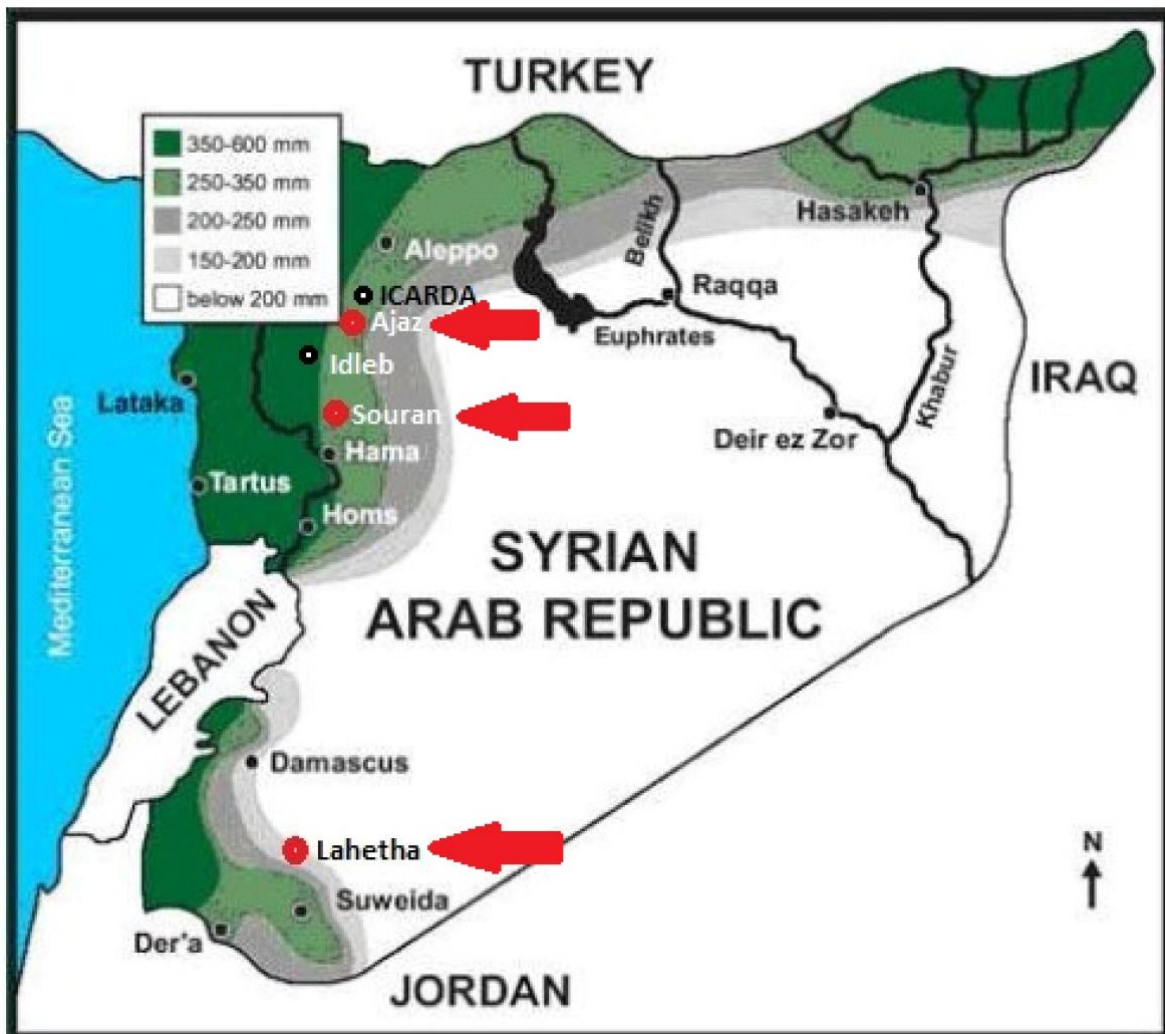 TURKEY
350-600 mm
250-350 mm
200-250 mm
150-200 mm
below 200 mm
Aleppo
ICARDA
Ajaz
Idleb
Souran
Hama
Homs
Lataka
Tartus
Mediterranean Sea
Belikh
Raqqa
Euphrates
Hasakeh
Khabur
Deir ez Zor
IRAQ
SYRIAN
ARAB REPUBLIC
LEBANON
Damascus
Lahetha
Suweida
Der'a
JORDAN
N